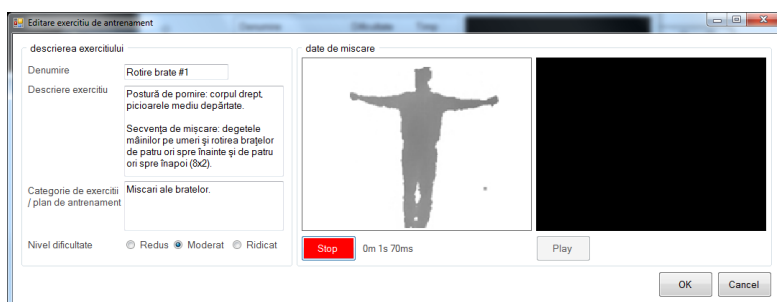 Editare exercitiu de antrenament
descrierea exercitiului
Denumire
Rotire brate #1
Descriere exercitiu
Postură de pornire: corpul drept,
picioarele mediu depărtate.
Secvența de mișcare: degetele
mâinilor pe umeri și rotirea brațelor
de patru ori spre înainte și de patru
ori spre înapoi (8x2).
Categorie de exercitii
/ plan de antrenament
Miscari ale bratelor.
Nivel dificultate
Redus
Moderat
Ridicat
date de miscare
Stop
0m 1s 70ms
Play
OK
Cancel